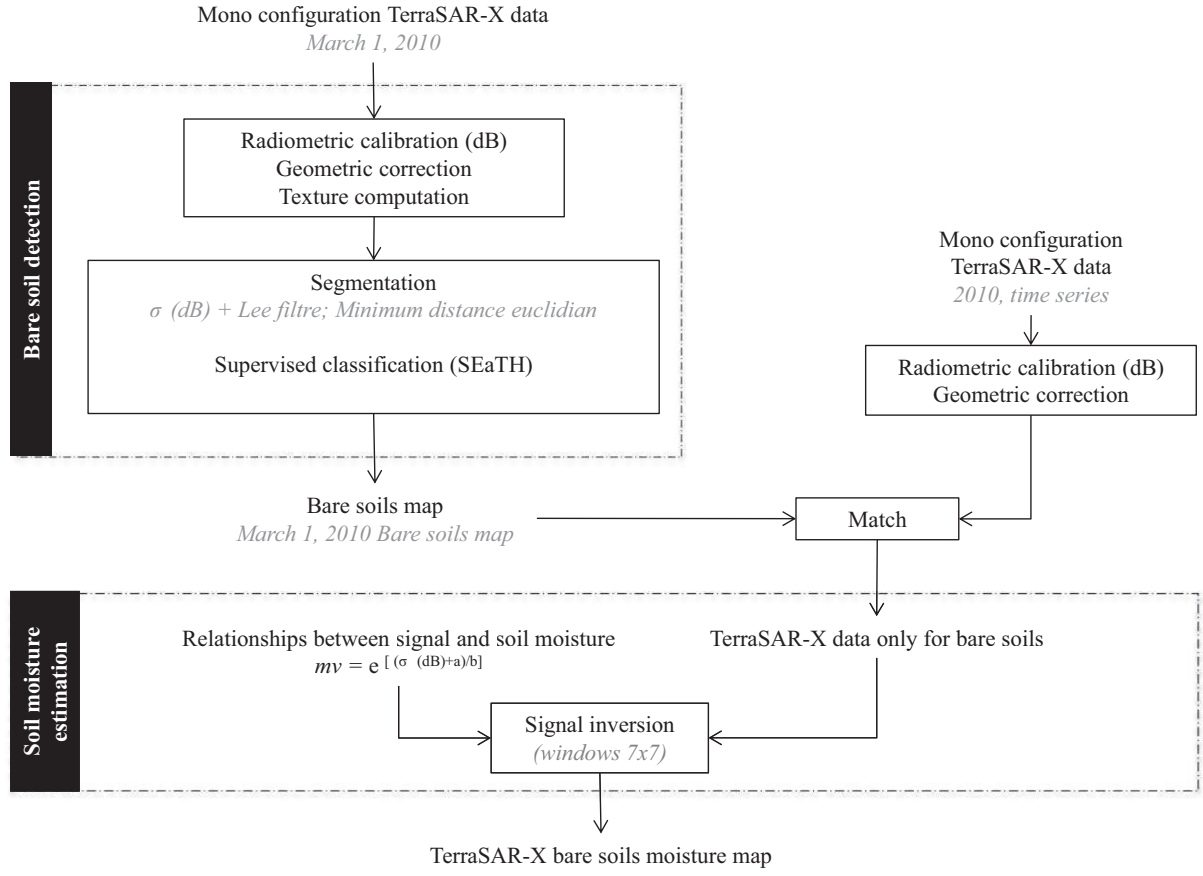 Mono configuration TerraSAR-X data
March 1, 2010
Bare soil detection
Radiometric calibration (dB)
Geometric correction
Texture computation
Segmentation
σ (dB) + Lee filtre; Minimum distance euclidian
Supervised classification (SEaTH)
Mono configuration
TerraSAR-X data
2010, time series
Radiometric calibration (dB)
Geometric correction
Bare soils map
March 1, 2010 Bare soils map
Match
Soil moisture
estimation
Relationships between signal and soil moisture
mv = e [ (σ (dB)+a)/b]
TerraSAR-X data only for bare soils
Signal inversion
(windows 7x7)
TerraSAR-X bare soils moisture map